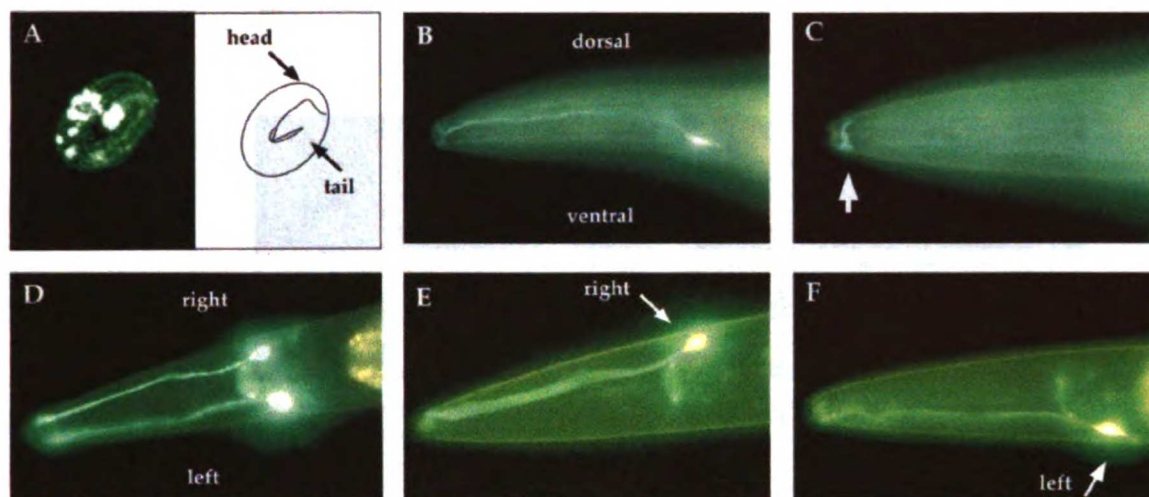 A
head
tail
B
dorsal
ventral
C
D
right
left
E
right
F
left